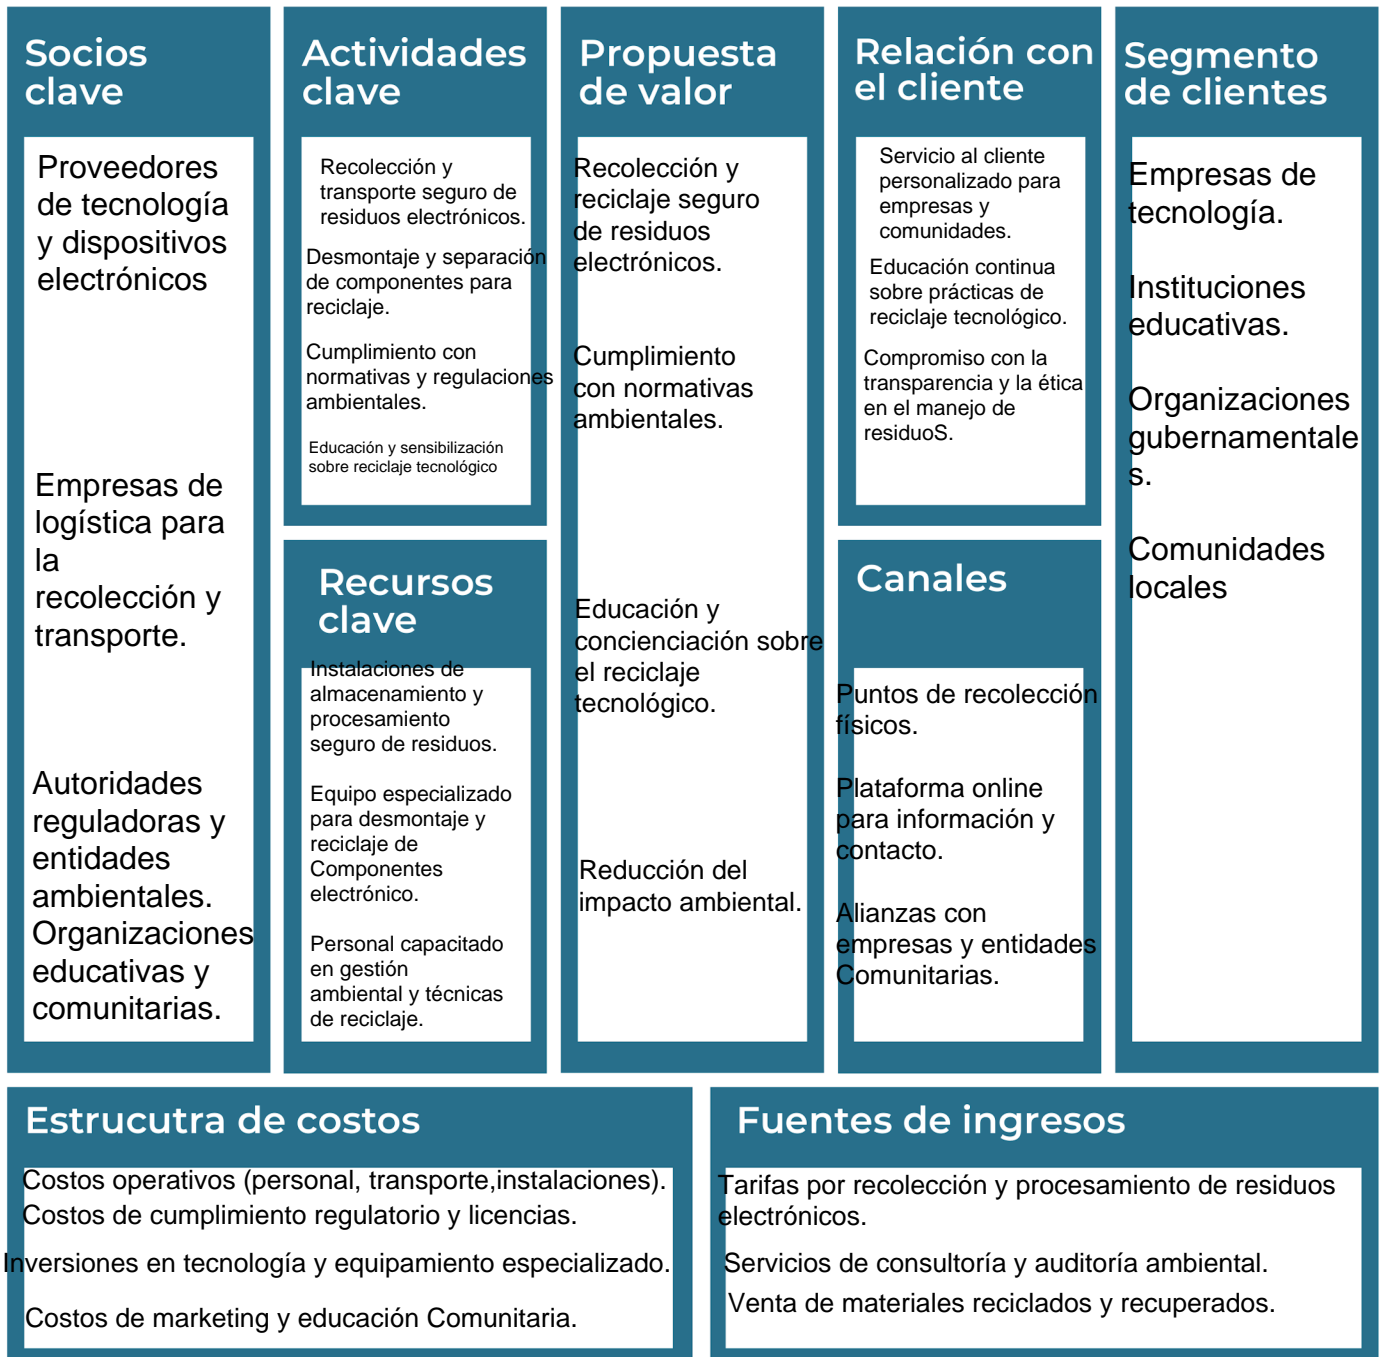 Socios
clave
Proveedores
de tecnología
y dispositivos
electrónicos
Empresas de
logística para
la
recolección y
transporte.
Autoridades
reguladoras y
entidades
ambientales.
Organizaciones
educativas y
comunitarias.
Actividades
clave
Recolección y
transporte seguro de
residuos electrónicos.
Desmontaje y separación
de componentes para
reciclaje.
Cumplimiento con
normativas y regulaciones
ambientales.
Educación y sensibilización
sobre reciclaje tecnológico
Recursos
clave
Instalaciones de
almacenamiento y
procesamiento
seguro de residuos.
Equipo especializado
para desmontaje y
reciclaje de
Componentes
electrónico.
Personal capacitado
en gestión
ambiental y técnicas
de reciclaje.
Propuesta
de valor
Recolección y
reciclaje seguro
de residuos
electrónicos.
Cumplimiento
con normativas
ambientales.
Educación y
concienciación sobre
el reciclaje
tecnológico.
Reducción del
impacto ambiental.
Relación con
el cliente
Servicio al cliente
personalizado para
empresas y
comunidades.
Educación continua
sobre prácticas de
reciclaje tecnológico.
Compromiso con la
transparencia y la ética
en el manejo de
residuoS.
Canales
Puntos de recolección
físicos.
Plataforma online
para información y
contacto.
Alianzas con
empresas y entidades
Comunitarias.
Segmento
de clientes
Empresas de
tecnología.
Instituciones
educativas.
Organizaciones
gubernamentale
s.
Comunidades
locales
Estrucutra de costos
Costos operativos (personal, transporte,instalaciones).
Costos de cumplimiento regulatorio y licencias.
Inversiones en tecnología y equipamiento especializado.
Costos de marketing y educación Comunitaria.
Fuentes de ingresos
Tarifas por recolección y procesamiento de residuos
electrónicos.
Servicios de consultoría y auditoría ambiental.
Venta de materiales reciclados y recuperados.